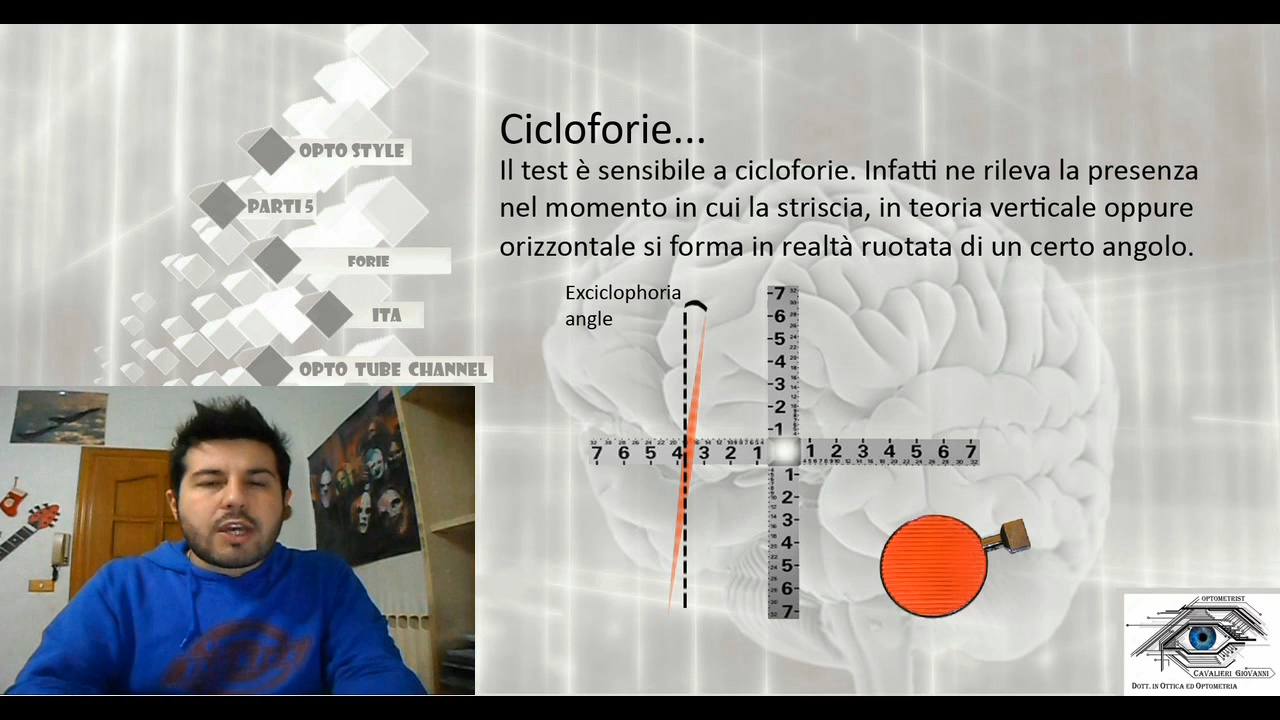 OPTO STYLE
PARTI 5
FORIE
ITA
OPTO TUBE CHANNEL
Cicloforie...
Il test è sensibile a cicloforie. Infatti ne rileva la presenza
nel momento in cui la striscia, in teoria verticale oppure
orizzontale si forma in realtà ruotata di un certo angolo.
Exciclophoria
angle
7
6
5
4
3
2
1
7 6 5 4 3 2 1 1 2 3 4 5 6 7
1
2
3
4
5
6
7
OPTOMETRIST
CAVALIERI GIOVANNI
DOTT. IN OTTICA ED OPTOMETRIA